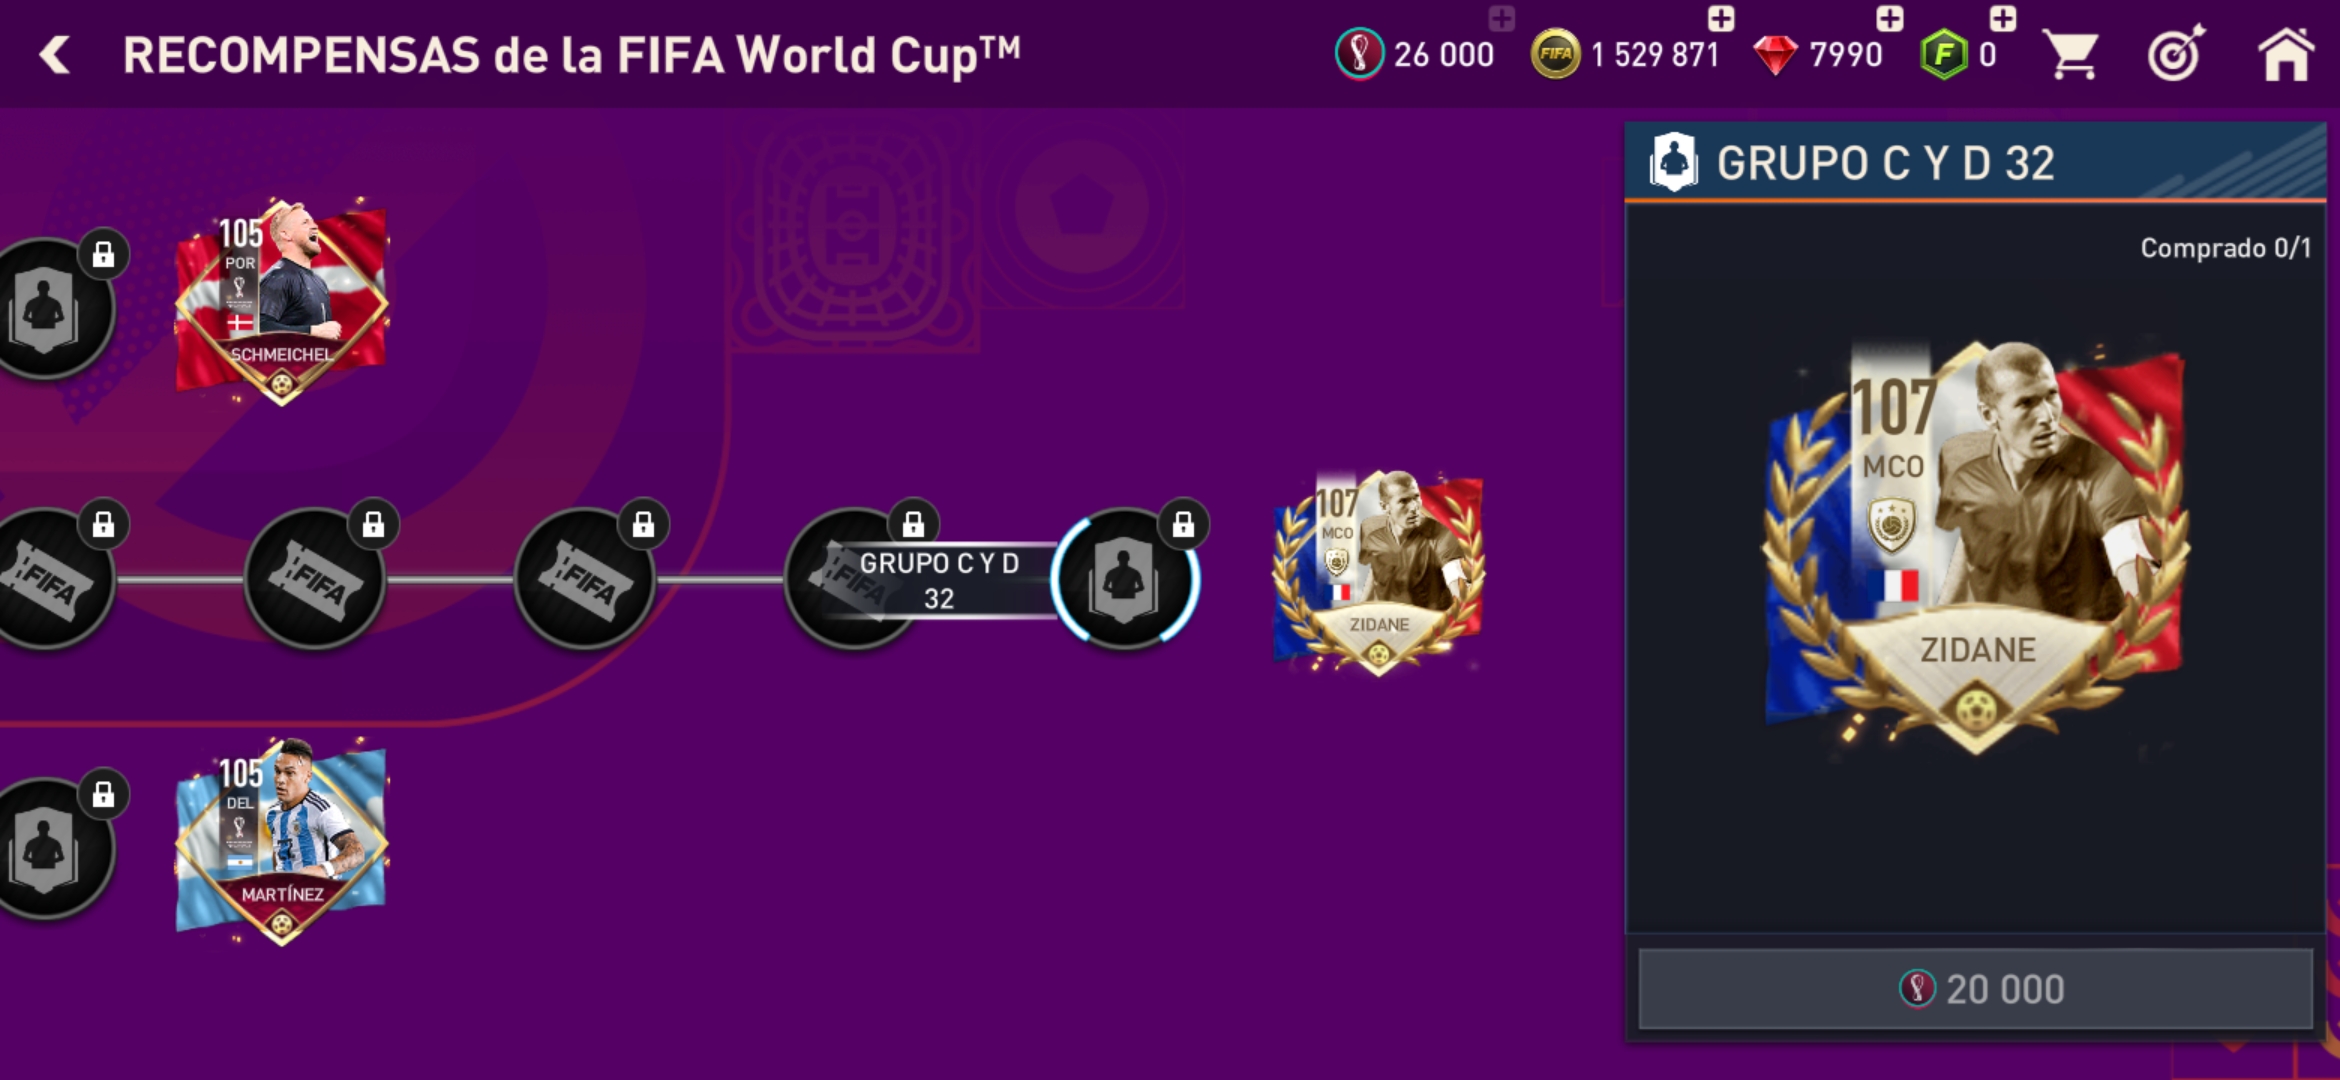 RECOMPENSAS de la FIFA World Cup™
26 000
1 529 871
7990
0
105
POR
SCHMEICHEL
FIFA
FIFA
FIFA
FIFA
GRUPO C Y D
32
107
MCO
ZIDANE
105
DEL
MARTÍNEZ
GRUPO C Y D 32
Comprado 0/1
107
MCO
ZIDANE
20 000